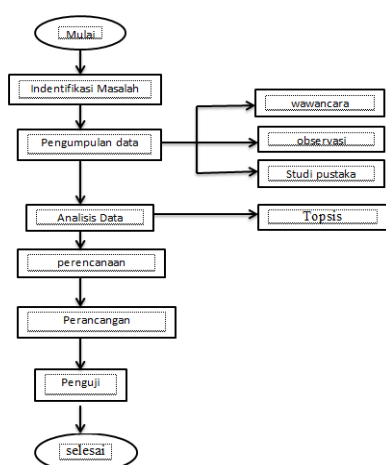 Mulai
Indentifikasi Masalah
wawancara
Pengumpulan data
observasi
Studi pustaka
Analisis Data
Topsis
perencanaan
Perancangan
Penguji
selesai